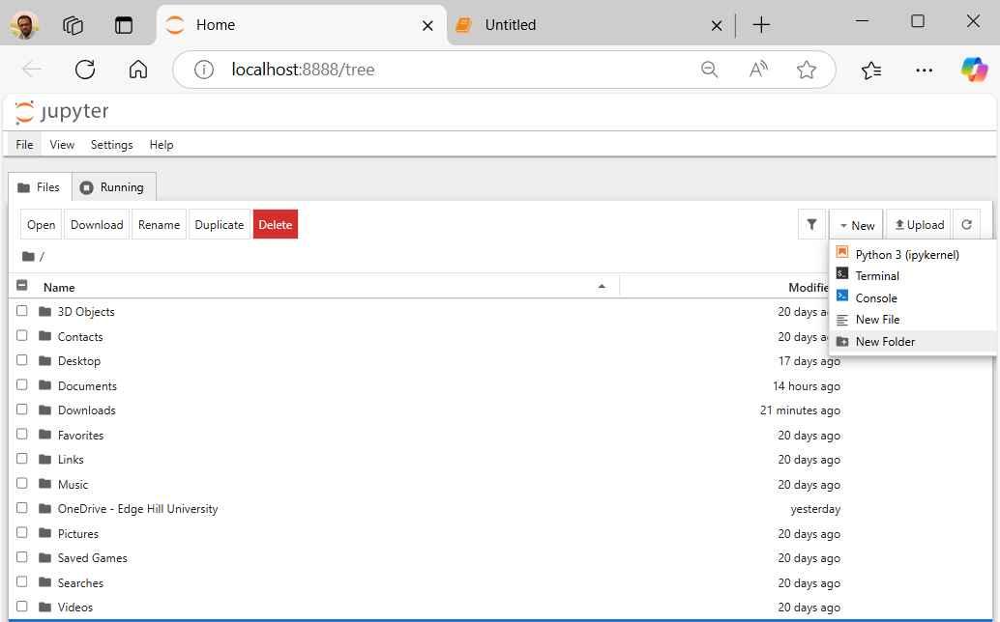 Home
Untitled
localhost:8888/tree
jupyter
File View Settings Help
Files Running
Open Download Rename Duplicate Delete New Upload
/
Python 3 (ipykernel)
Terminal
Console
New File
New Folder
Name Modifie
3D Objects 20 days ago
Contacts 20 days ago
Desktop 17 days ago
Documents 14 hours ago
Downloads 21 minutes ago
Favorites 20 days ago
Links 20 days ago
Music 20 days ago
OneDrive - Edge Hill University yesterday
Pictures 20 days ago
Saved Games 20 days ago
Searches 20 days ago
Videos 20 days ago